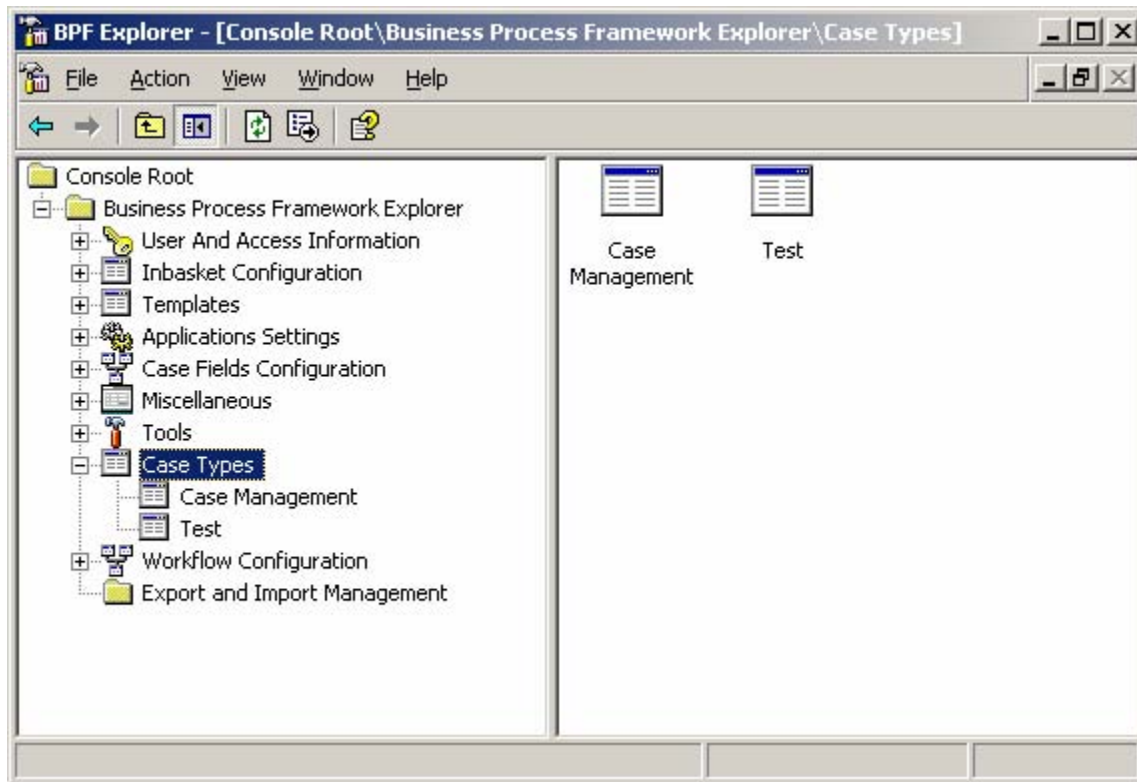 BPF Explorer - [Console Root\Business Process Framework Explorer\Case Types]
File Action View Window Help
Console Root
Business Process Framework Explorer
User And Access Information
Inbasket Configuration
Templates
Applications Settings
Case Fields Configuration
Miscellaneous
Tools
Case Types
Case Management
Test
Workflow Configuration
Export and Import Management
Case
Management
Test